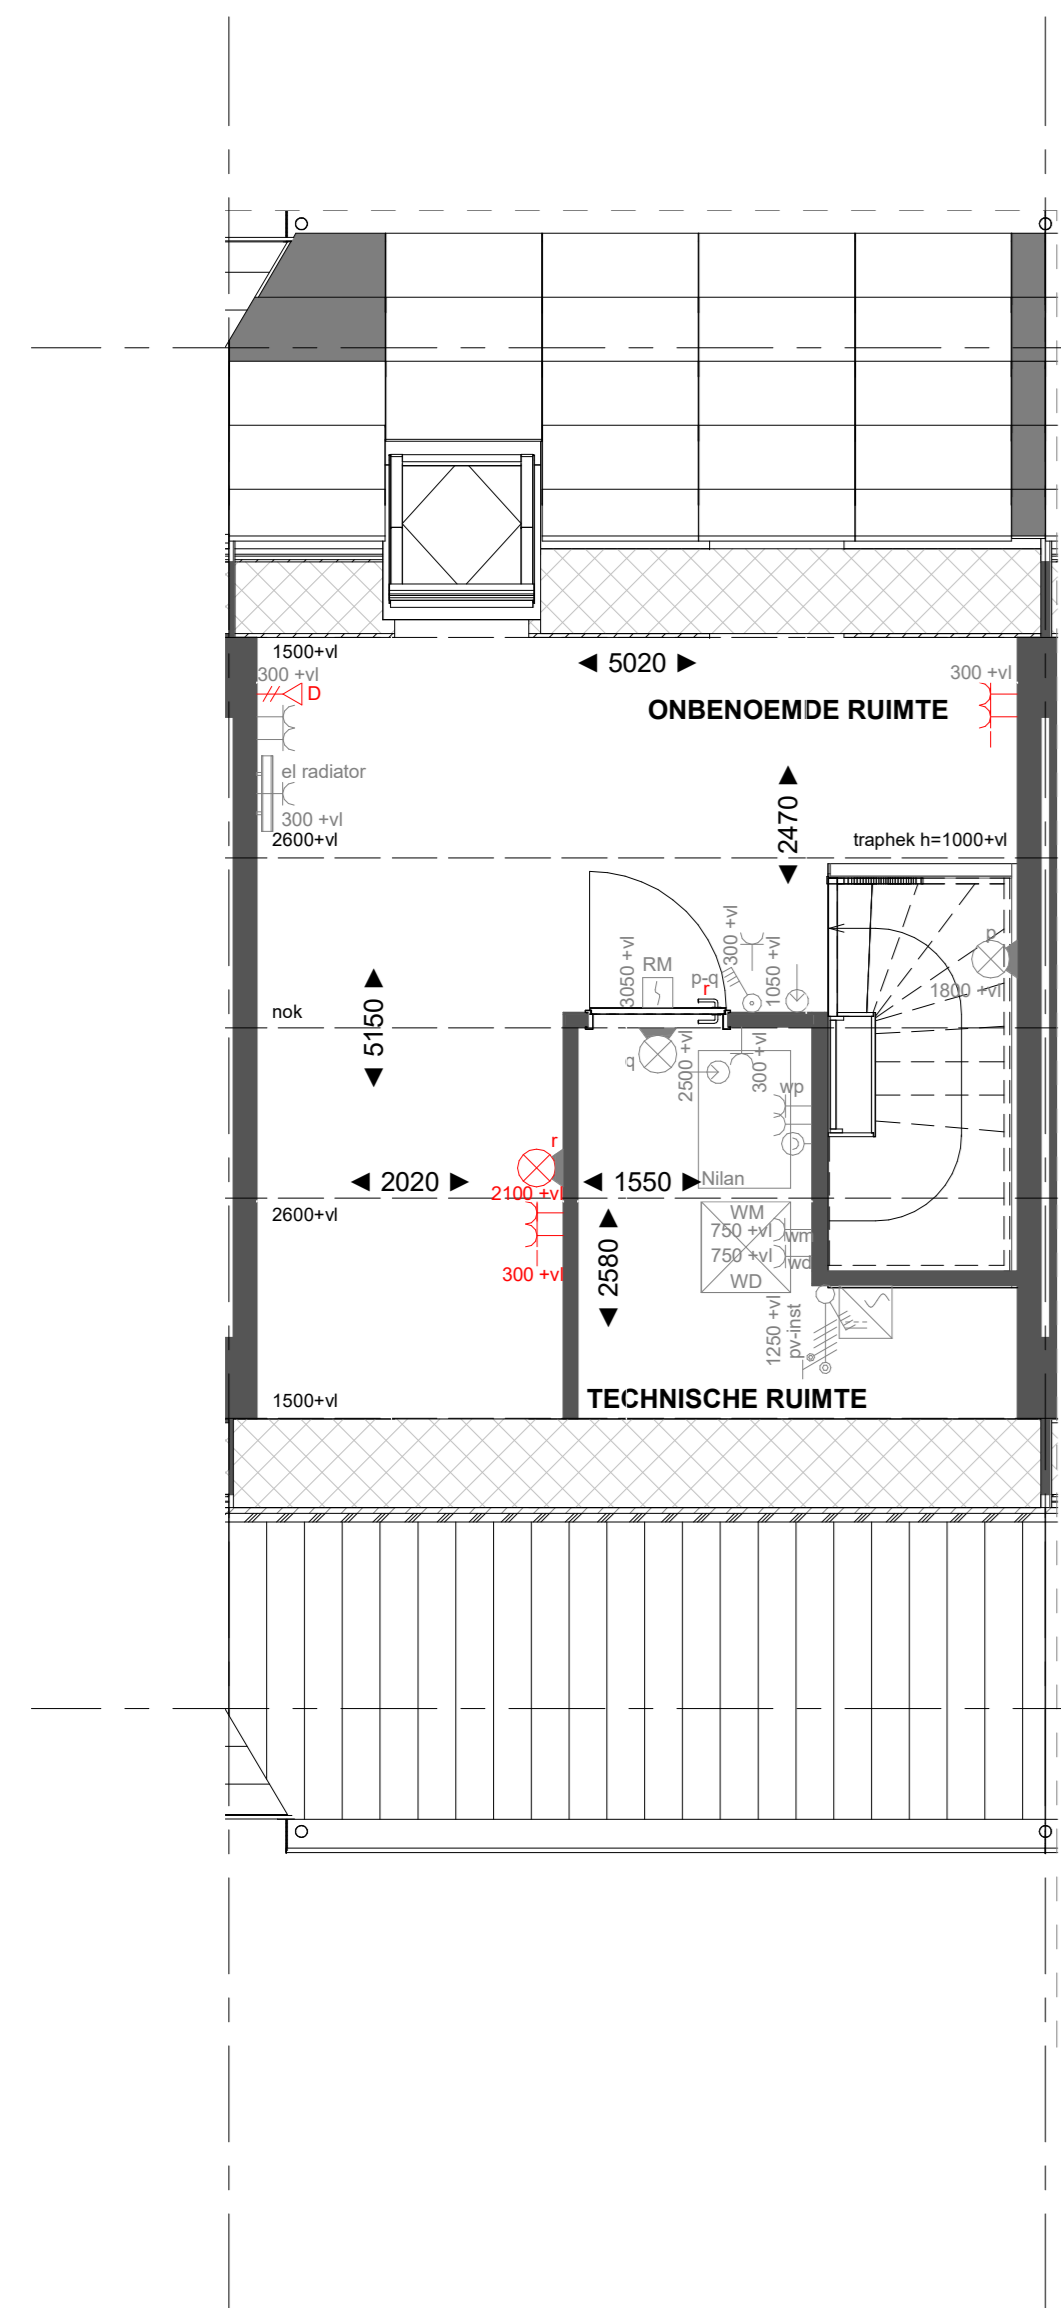 1500+vl
300 +vl
D
5020
ONBENOEMDE RUIMTE
300 +vl
el radiator
300 +vl
2600+vl
2470
traphek h=1000+vl
3050 +vl
RM
p-q
r
300 +vl
1050 +vl
p
1800 +vl
nok
5150
q
2500 +vl
300 +vl
wp
r
2100 +vl
2020
1550
Nilan
2600+vl
300 +vl
2580
WM
750 +vl
wm
750 +vl
wd
WD
1250 +vl
pv-inst
1500+vl
TECHNISCHE RUIMTE